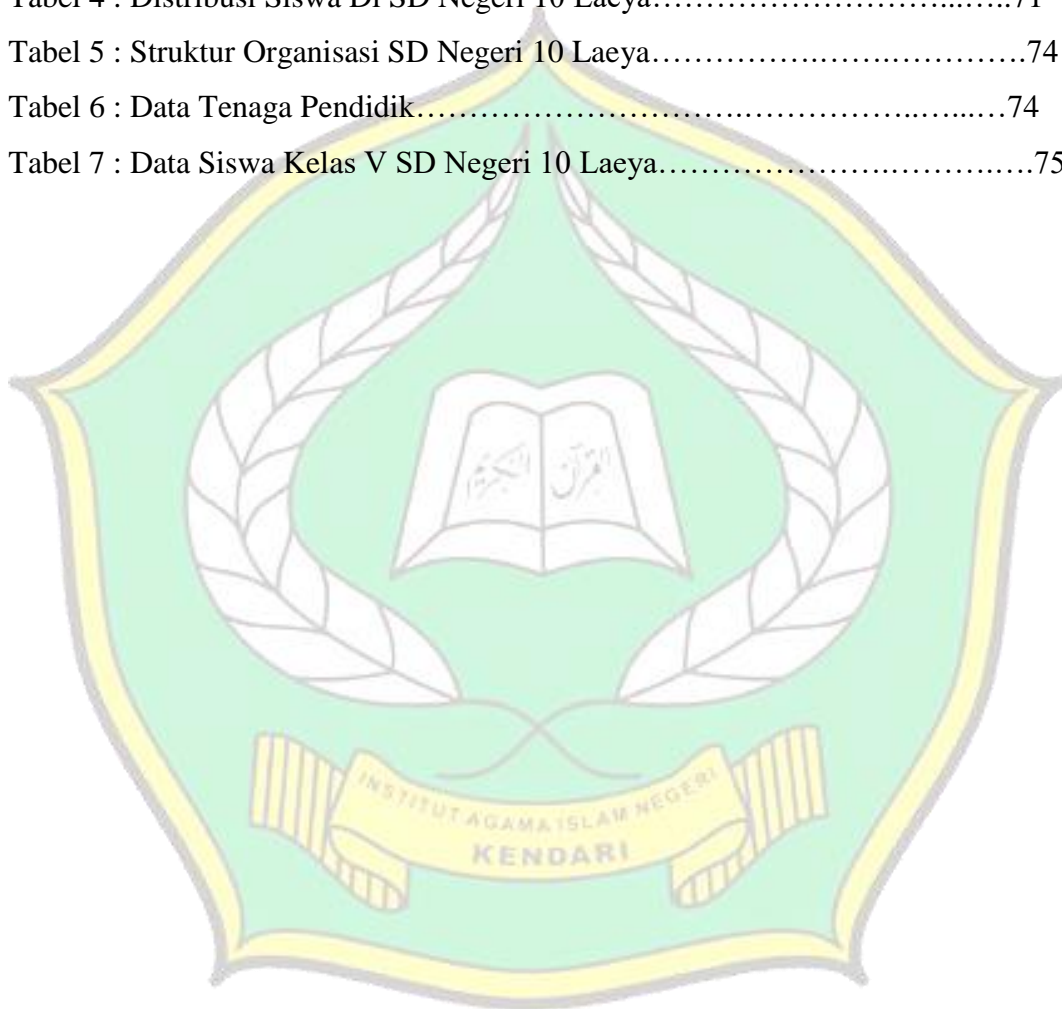 Tabel 4 : Distribusi Siswa Di SD Negeri 10 Laeya………………………...…..71
Tabel 5 : Struktur Organisasi SD Negeri 10 Laeya…………….…….………….74
Tabel 6 : Data Tenaga Pendidik………………………….……………..…...…74
Tabel 7 : Data Siswa Kelas V SD Negeri 10 Laeya………………….……….….75
القرآن
الكريم
INSTITUT AGAMA ISLAM NEGERI
KENDARI